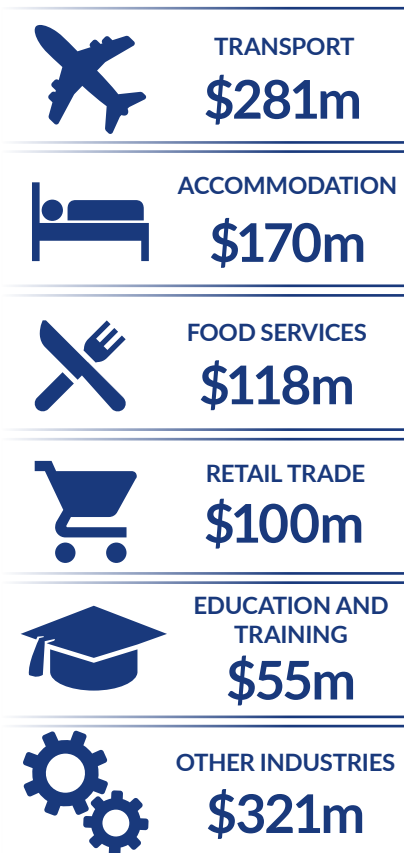 TRANSPORT
$281m
ACCOMMODATION
$170m
FOOD SERVICES
$118m
RETAIL TRADE
$100m
EDUCATION AND
TRAINING
$55m
OTHER INDUSTRIES
$321m